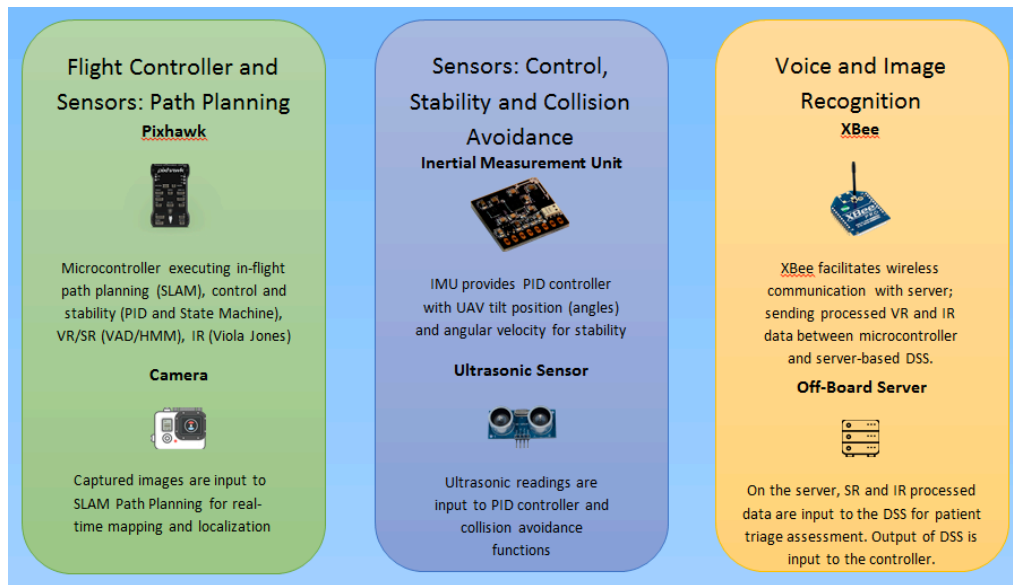 Flight Controller and
Sensors: Path Planning
Pixhawk
pixhawk
Microcontroller executing in-flight
path planning (SLAM), control and
stability (PID and State Machine),
VR/SR (VAD/HMM), IR (Viola Jones)
Camera
Captured images are input to
SLAM Path Planning for real-
time mapping and localization
Sensors: Control,
Stability and Collision
Avoidance
Inertial Measurement Unit
IMU provides PID controller
with UAV tilt position (angles)
and angular velocity for stability
Ultrasonic Sensor
Ultrasonic readings are
input to PID controller and
collision avoidance
functions
Voice and Image
Recognition
XBee
XBee
XBee facilitates wireless
communication with server;
sending processed VR and IR
data between microcontroller
and server-based DSS.
Off-Board Server
On the server, SR and IR processed
data are input to the DSS for patient
triage assessment. Output of DSS is
input to the controller.